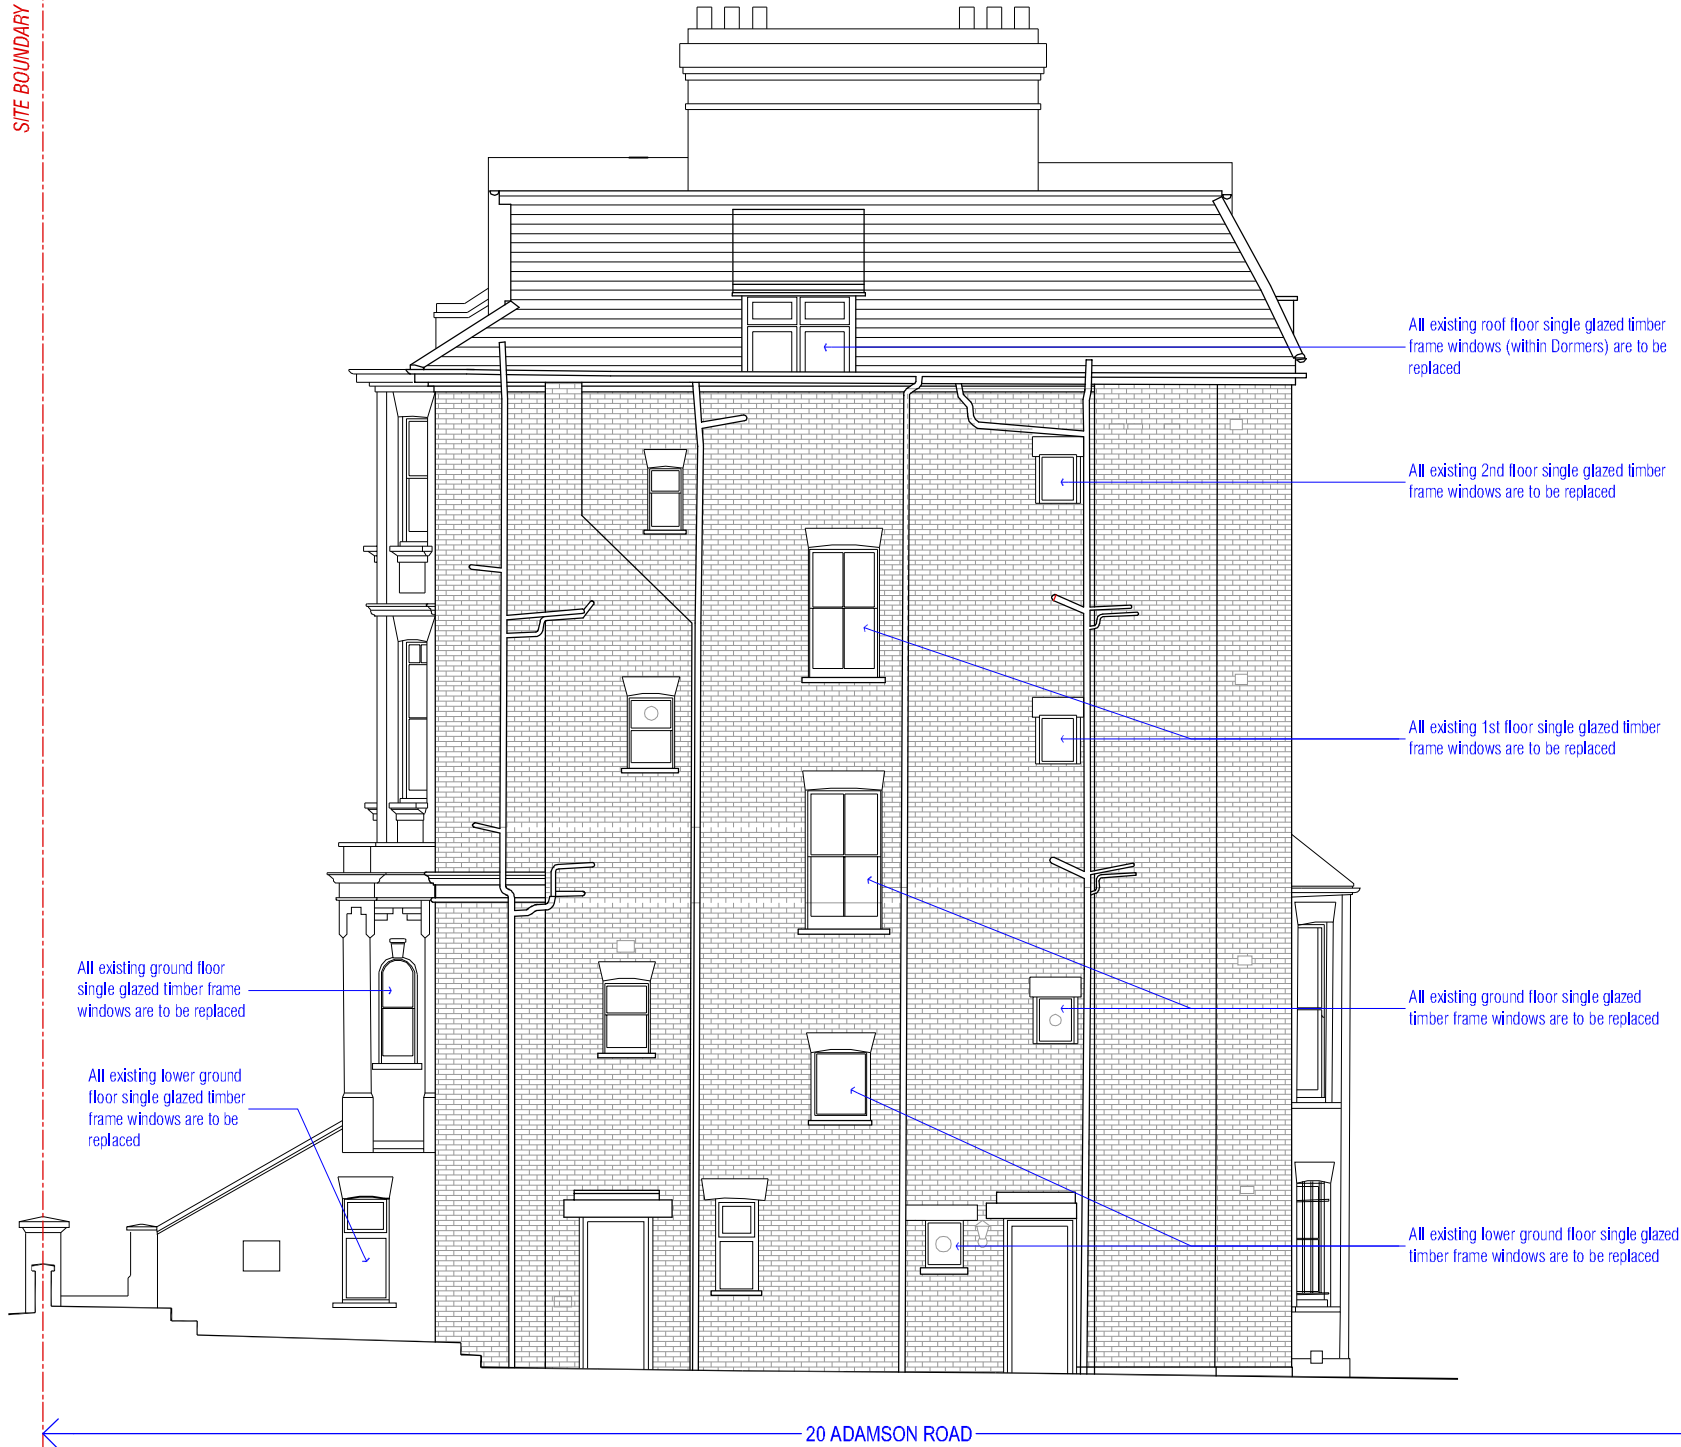 SITE BOUNDARY
All existing roof floor single glazed timber
frame windows (within Dormers) are to be
replaced
All existing 2nd floor single glazed timber
frame windows are to be replaced
All existing 1st floor single glazed timber
frame windows are to be replaced
All existing ground floor
single glazed timber frame
windows are to be replaced
All existing ground floor single glazed
timber frame windows are to be replaced
All existing lower ground
floor single glazed timber
frame windows are to be
replaced
All existing lower ground floor single glazed
timber frame windows are to be replaced
20 ADAMSON ROAD